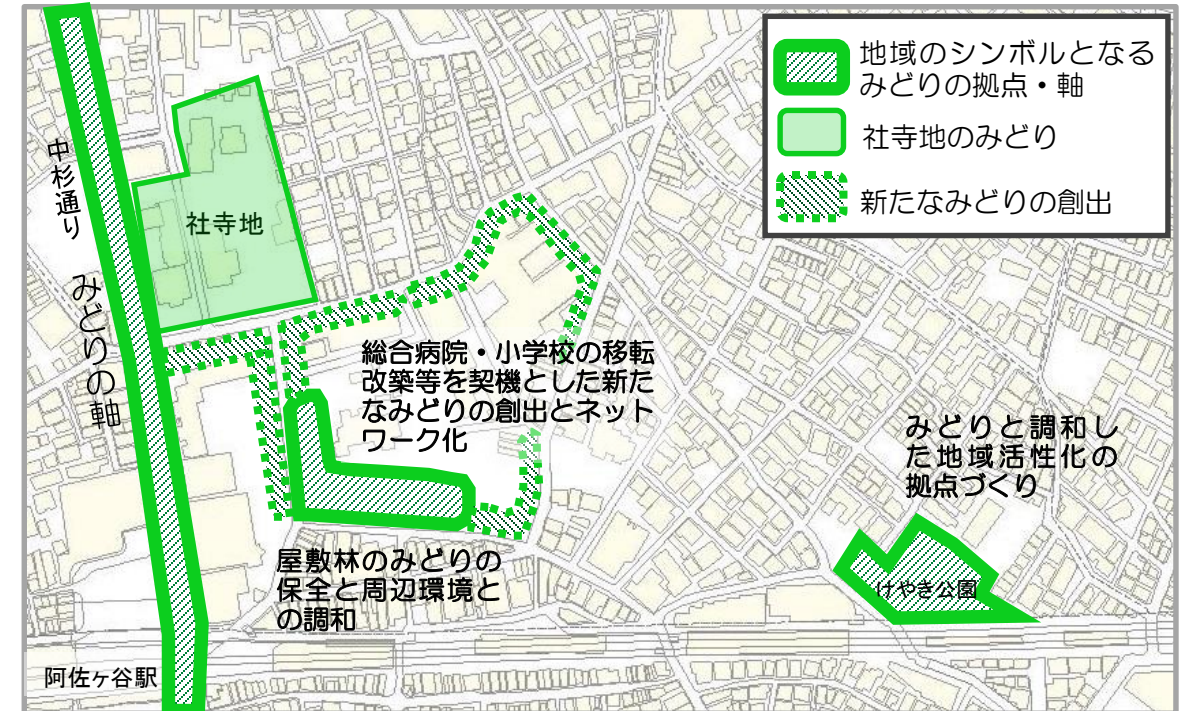 地域のシンボルとなる
みどりの拠点・軸
社寺地のみどり
新たなみどりの創出
中杉通り
みどりの軸
社寺地
総合病院・小学校の移転
改築等を契機とした新た
なみどりの創出とネット
ワーク化
みどりと調和し
た地域活性化の
拠点づくり
屋敷林のみどりの
保全と周辺環境と
の調和
けやき公園
阿佐ヶ谷駅